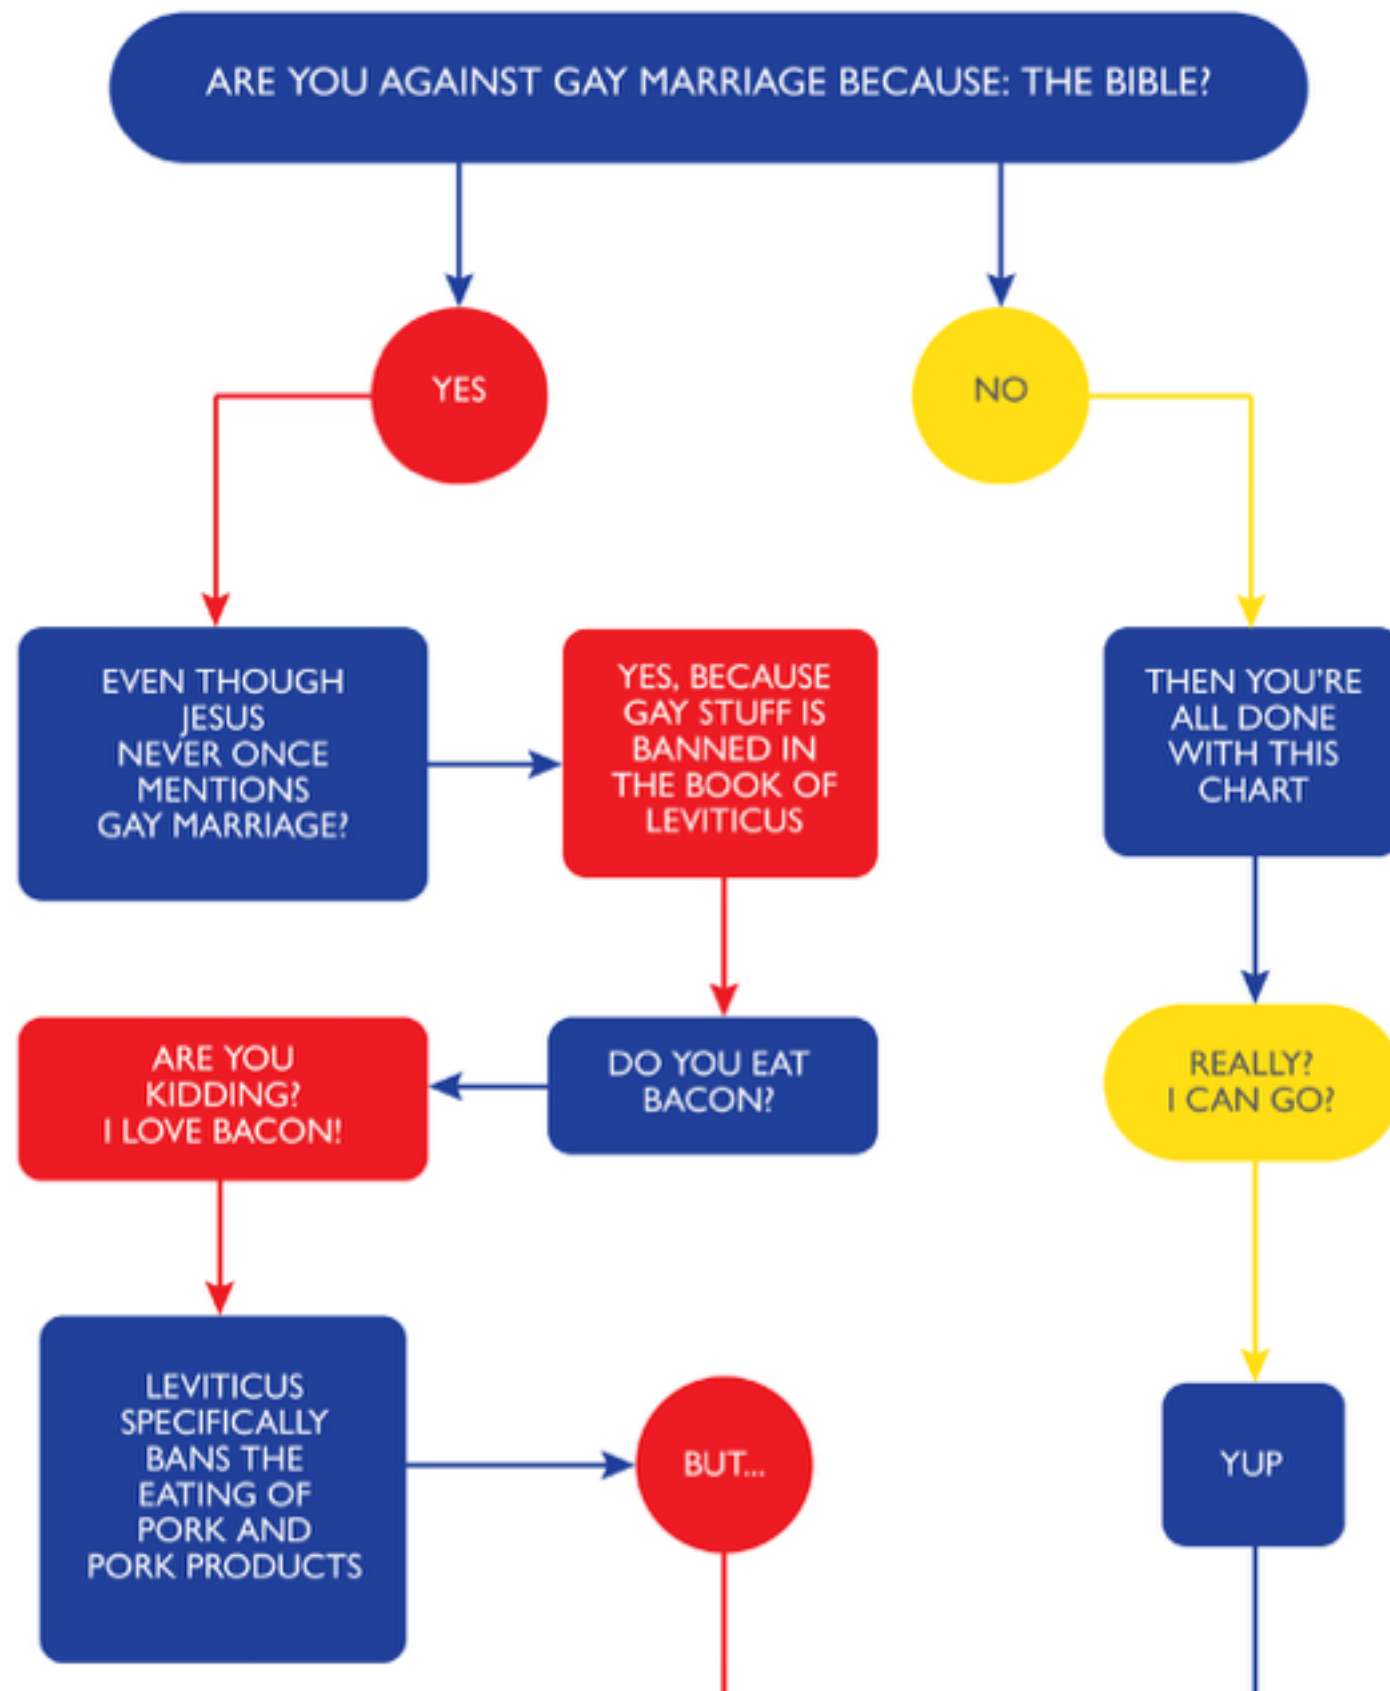 ARE YOU AGAINST GAY MARRIAGE BECAUSE: THE BIBLE?
YES
NO
EVEN THOUGH
JESUS
NEVER ONCE
MENTIONS
GAY MARRIAGE?
YES, BECAUSE
GAY STUFF IS
BANNED IN
THE BOOK OF
LEVITICUS
THEN YOU'RE
ALL DONE
WITH THIS
CHART
DO YOU EAT
BACON?
ARE YOU
KIDDING?
I LOVE BACON!
REALLY?
I CAN GO?
LEVITICUS
SPECIFICALLY
BANS THE
EATING OF
PORK AND
PORK PRODUCTS
BUT...
YUP